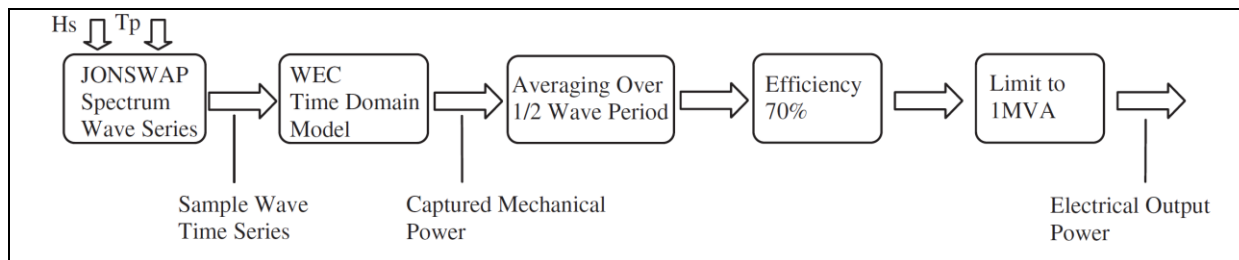 Hs Tp
JONSWAP
Spectrum
Wave Series
WEC
Time Domain
Model
Averaging Over
1/2 Wave Period
Efficiency
70%
Limit to
1MVA
Sample Wave
Time Series
Captured Mechanical
Power
Electrical Output
Power